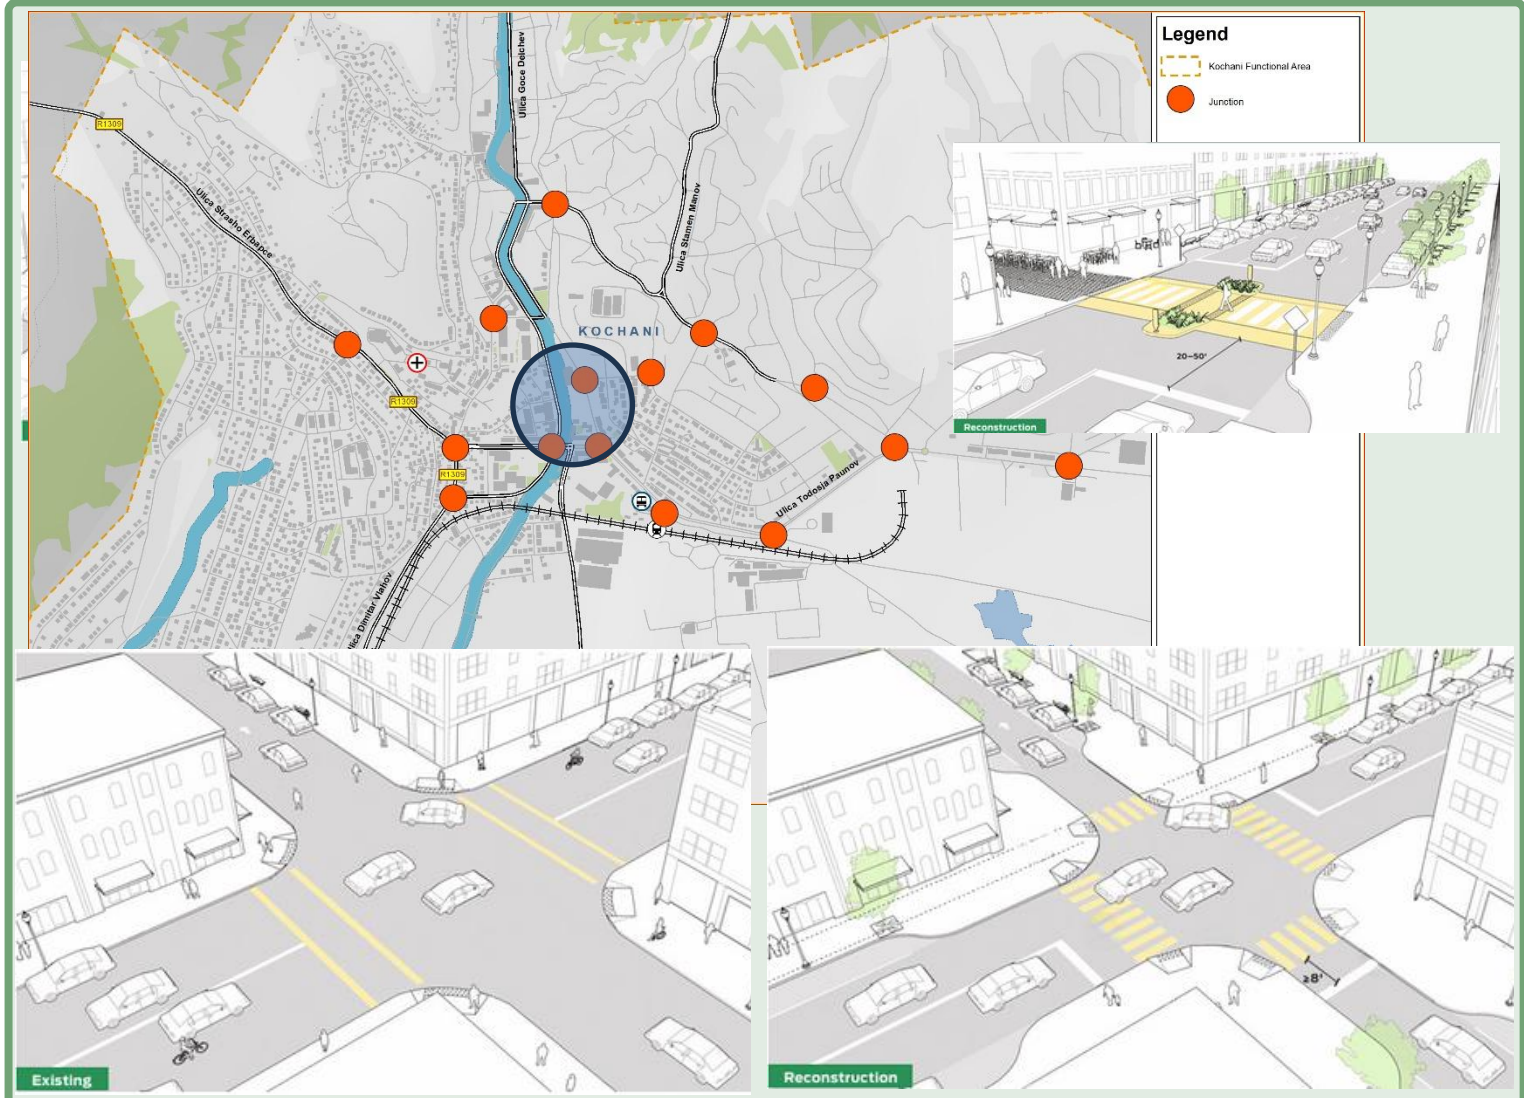 Legend
Kochani Functional Area
Junction
Ulica Goce Delchev
R1309
Ulica Strasho Erbapce
Ulica Stamen Manov
KOCHANI
R1309
R1309
Ulica Todosja Paunov
Ulica Dimitar Vlahov
20–50'
Reconstruction
Existing
≥8'
Reconstruction